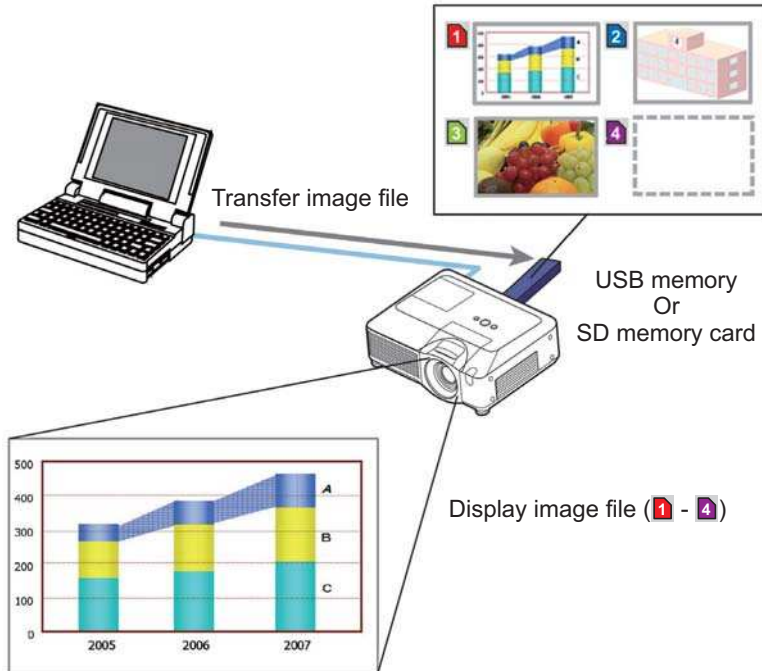 1
2
3
4
Transfer image file
USB memory
Or
SD memory card
500
400
300
200
100
0
A
B
C
2005
2006
2007
Display image file (1 - 4)